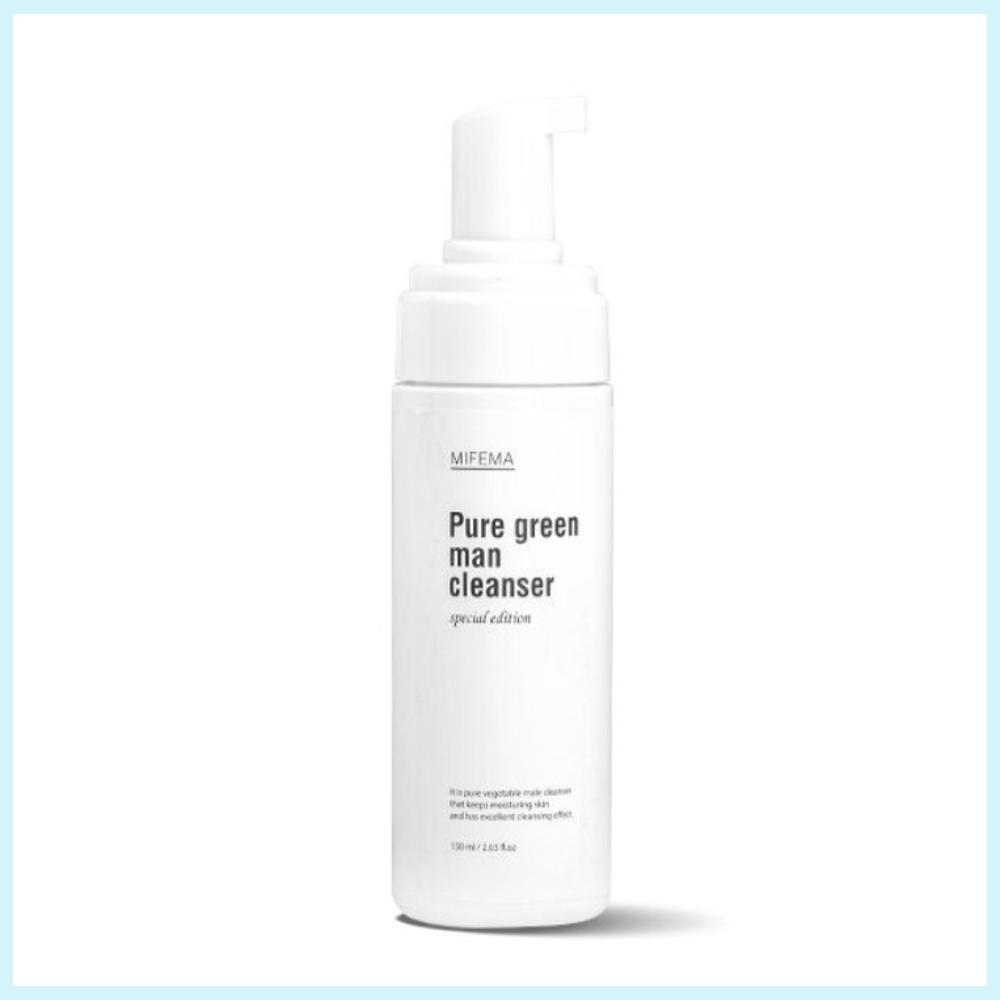 MIFEMA
Pure green
man
cleanser
special edition
It is pure vegetable male cleanser
that keeps moisturing skin
and has excellent cleansing effect.
150 ml / 2.03 fl.oz